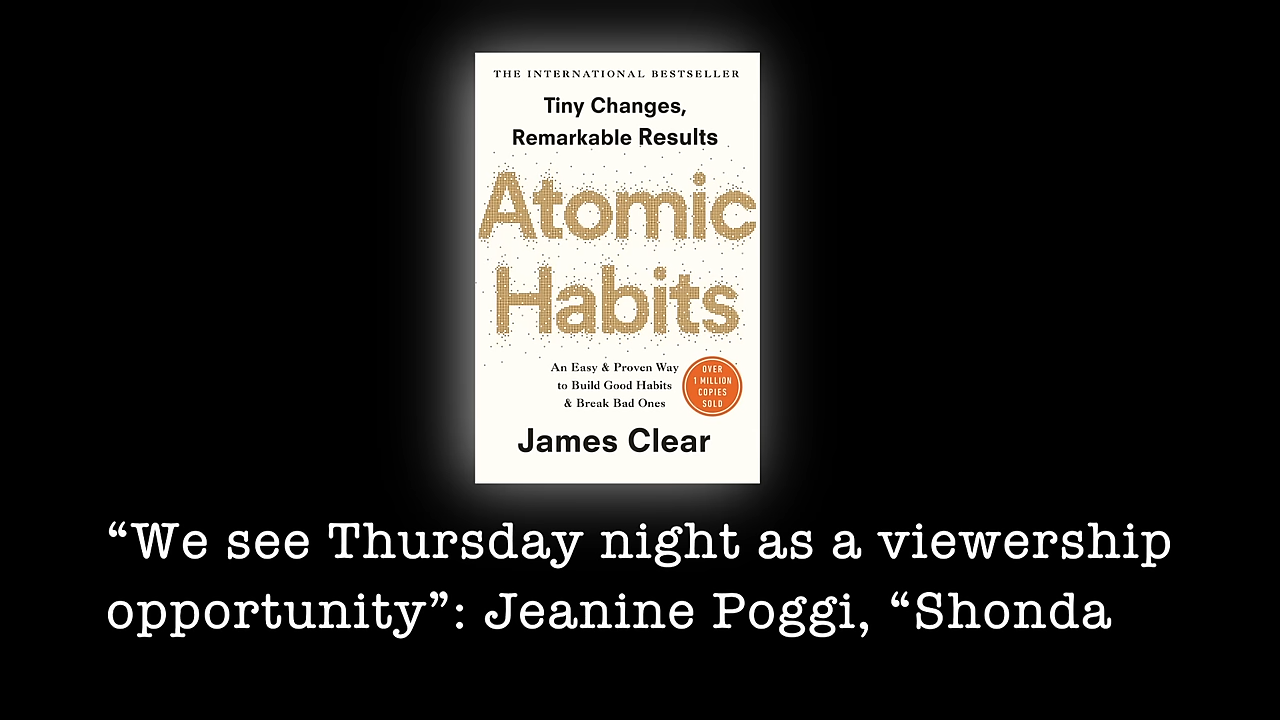 THE INTERNATIONAL BESTSELLER
Tiny Changes,
Remarkable Results
Atomic
Habits
An Easy & Proven Way
to Build Good Habits
& Break Bad Ones
OVER
1 MILLION
COPIES
SOLD
James Clear
“We see Thursday night as a viewership
opportunity”: Jeanine Poggi, “Shonda